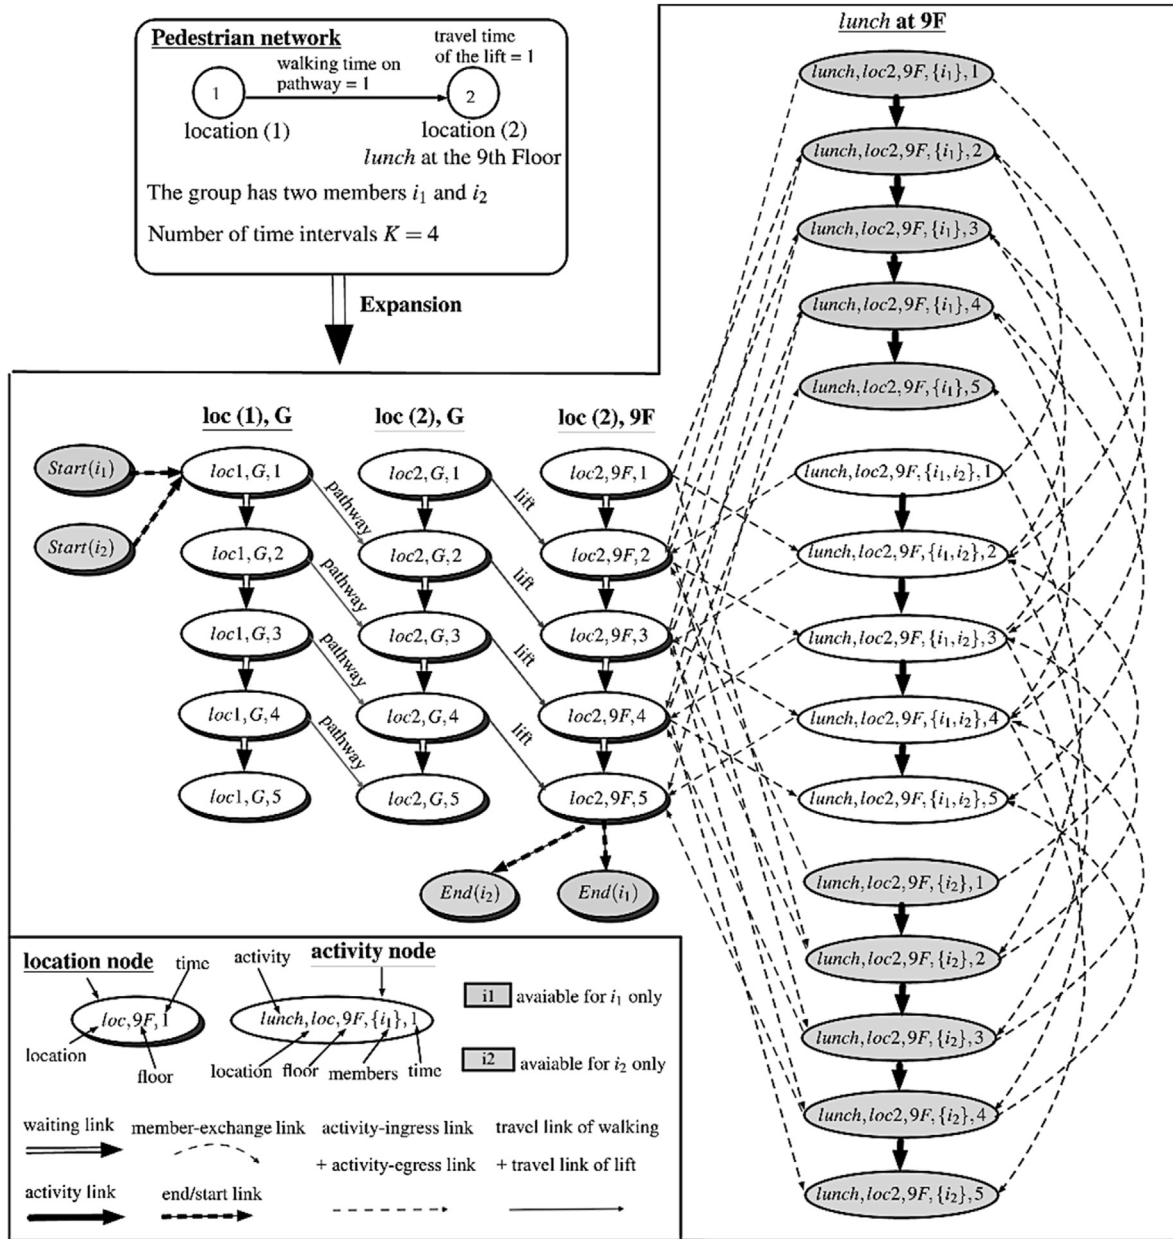 Pedestrian network
travel time
of the lift = 1
walking time on
pathway = 1
1
2
location (1)
location (2)
lunch at the 9th Floor
The group has two members i₁ and i₂
Number of time intervals K = 4
Expansion
loc (1), G
loc (2), G
loc (2), 9F
Start(i₁)
Start(i₂)
loc1,G,1
loc2,G,1
loc2,9F,1
pathway
lift
loc1,G,2
loc2,G,2
loc2,9F,2
pathway
lift
loc1,G,3
loc2,G,3
loc2,9F,3
pathway
lift
loc1,G,4
loc2,G,4
loc2,9F,4
pathway
lift
loc1,G,5
loc2,G,5
loc2,9F,5
End(i₂)
End(i₁)
lunch at 9F
lunch,loc2,9F,{i₁},1
lunch,loc2,9F,{i₁},2
lunch,loc2,9F,{i₁},3
lunch,loc2,9F,{i₁},4
lunch,loc2,9F,{i₁},5
lunch,loc2,9F,{i₁,i₂},1
lunch,loc2,9F,{i₁,i₂},2
lunch,loc2,9F,{i₁,i₂},3
lunch,loc2,9F,{i₁,i₂},4
lunch,loc2,9F,{i₁,i₂},5
lunch,loc2,9F,{i₂},1
lunch,loc2,9F,{i₂},2
lunch,loc2,9F,{i₂},3
lunch,loc2,9F,{i₂},4
lunch,loc2,9F,{i₂},5
location node
time
loc,9F,1
location
floor
activity
activity node
lunch,loc,9F,{i₁},1
location
floor
members
time
i1
avaiable for i₁ only
i2
avaiable for i₂ only
waiting link
member-exchange link
activity-ingress link
+ activity-egress link
travel link of walking
+ travel link of lift
activity link
end/start link